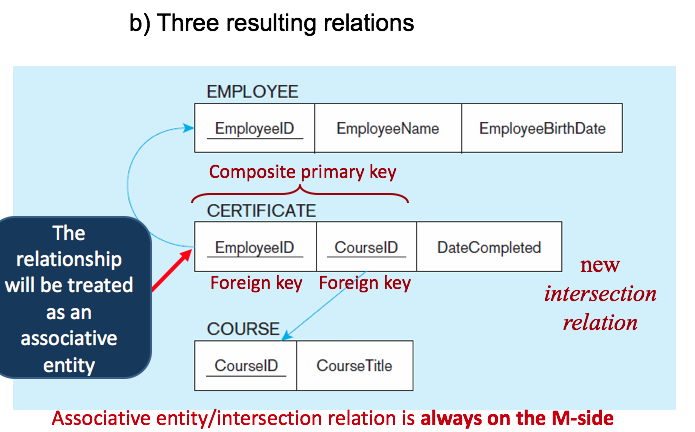 b) Three resulting relations
EMPLOYEE
EmployeeID EmployeeName EmployeeBirthDate
Composite primary key
CERTIFICATE
EmployeeID CourseID DateCompleted
Foreign key Foreign key
The
relationship
will be treated
as an
associative
entity
new
intersection
relation
COURSE
CourseID CourseTitle
Associative entity/intersection relation is always on the M-side